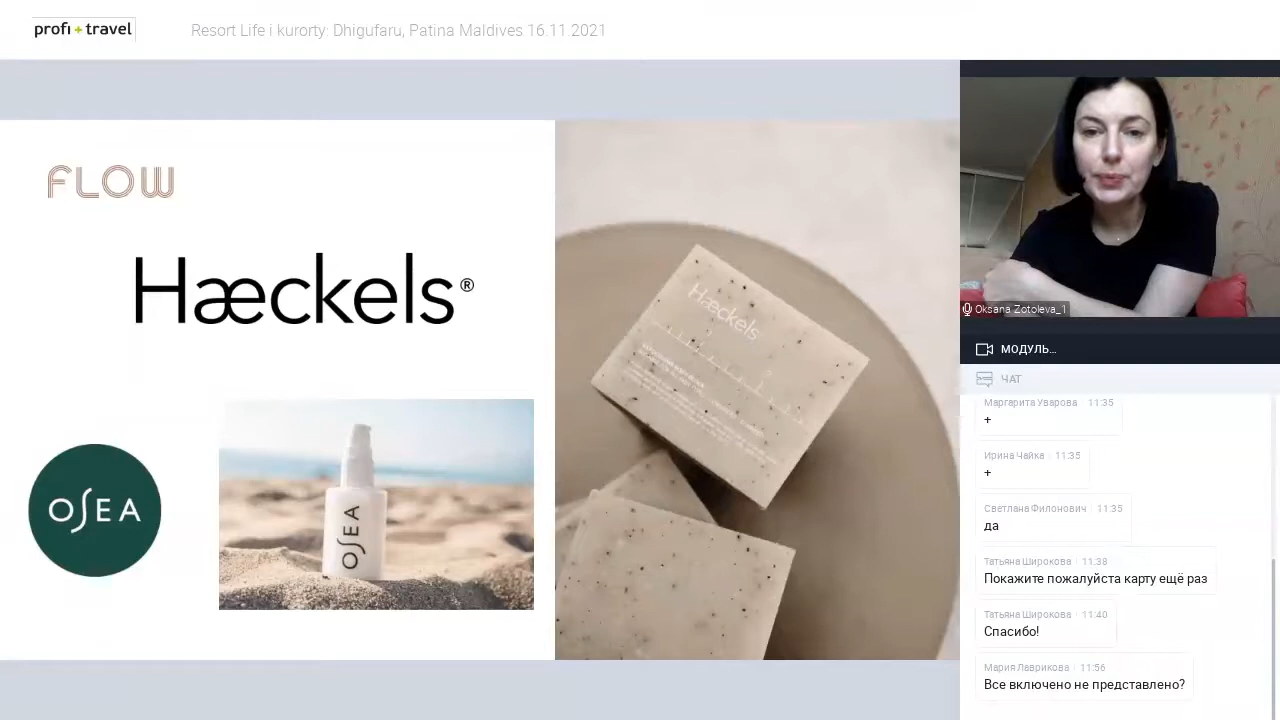 profi + travel
Resort Life i kurorty: Dhigufaru, Patina Maldives 16.11.2021
FLOW
Hæckels®
OSEA
OSEA
Hæckels
Oksana Zotoleva_1
МОДУЛЬ...
ЧАТ
Маргарита Уварова 11:35
+
Ирина Чайка 11:35
+
Светлана Филонович 11:35
да
Татьяна Широкова 11:38
Покажите пожалуйста карту ещё раз
Татьяна Широкова 11:40
Спасибо!
Мария Лаврикова 11:56
Все включено не представлено?